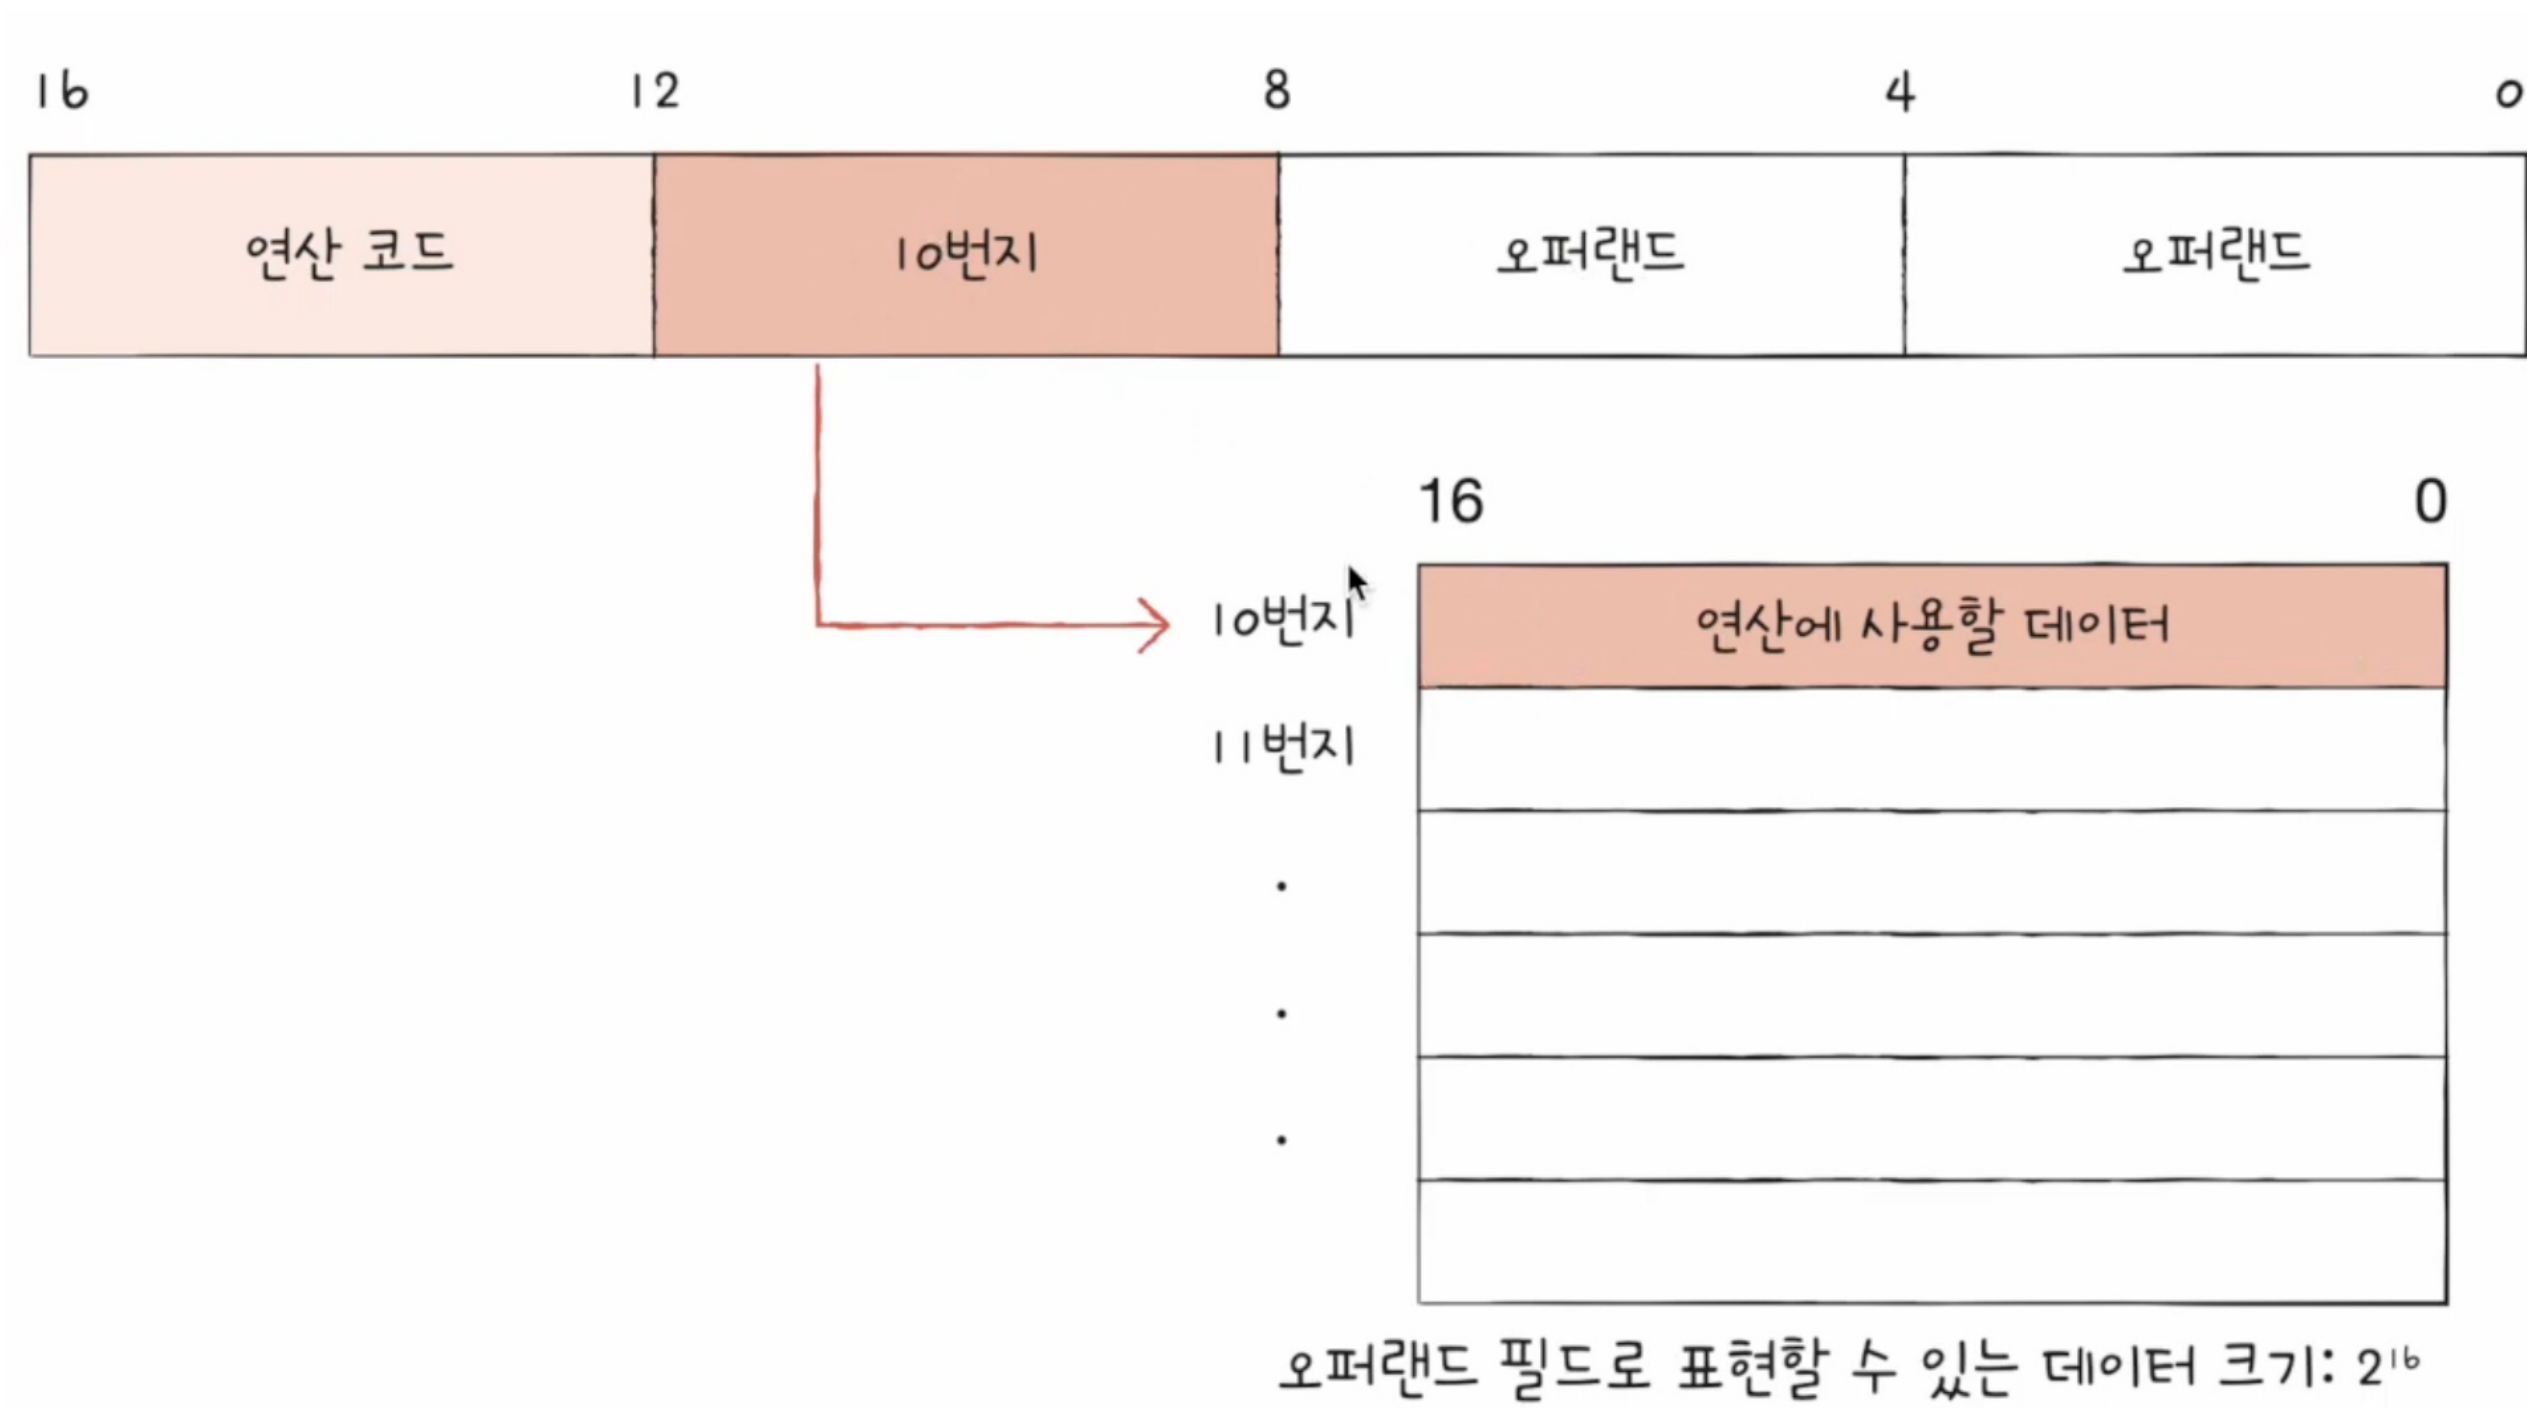 16 12 8 4 0
연산 코드 10번지 오퍼랜드 오퍼랜드
16 0
10번지 연산에 사용할 데이터
11번지
.
.
.
오퍼랜드 필드로 표현할 수 있는 데이터 크기: 2¹⁶